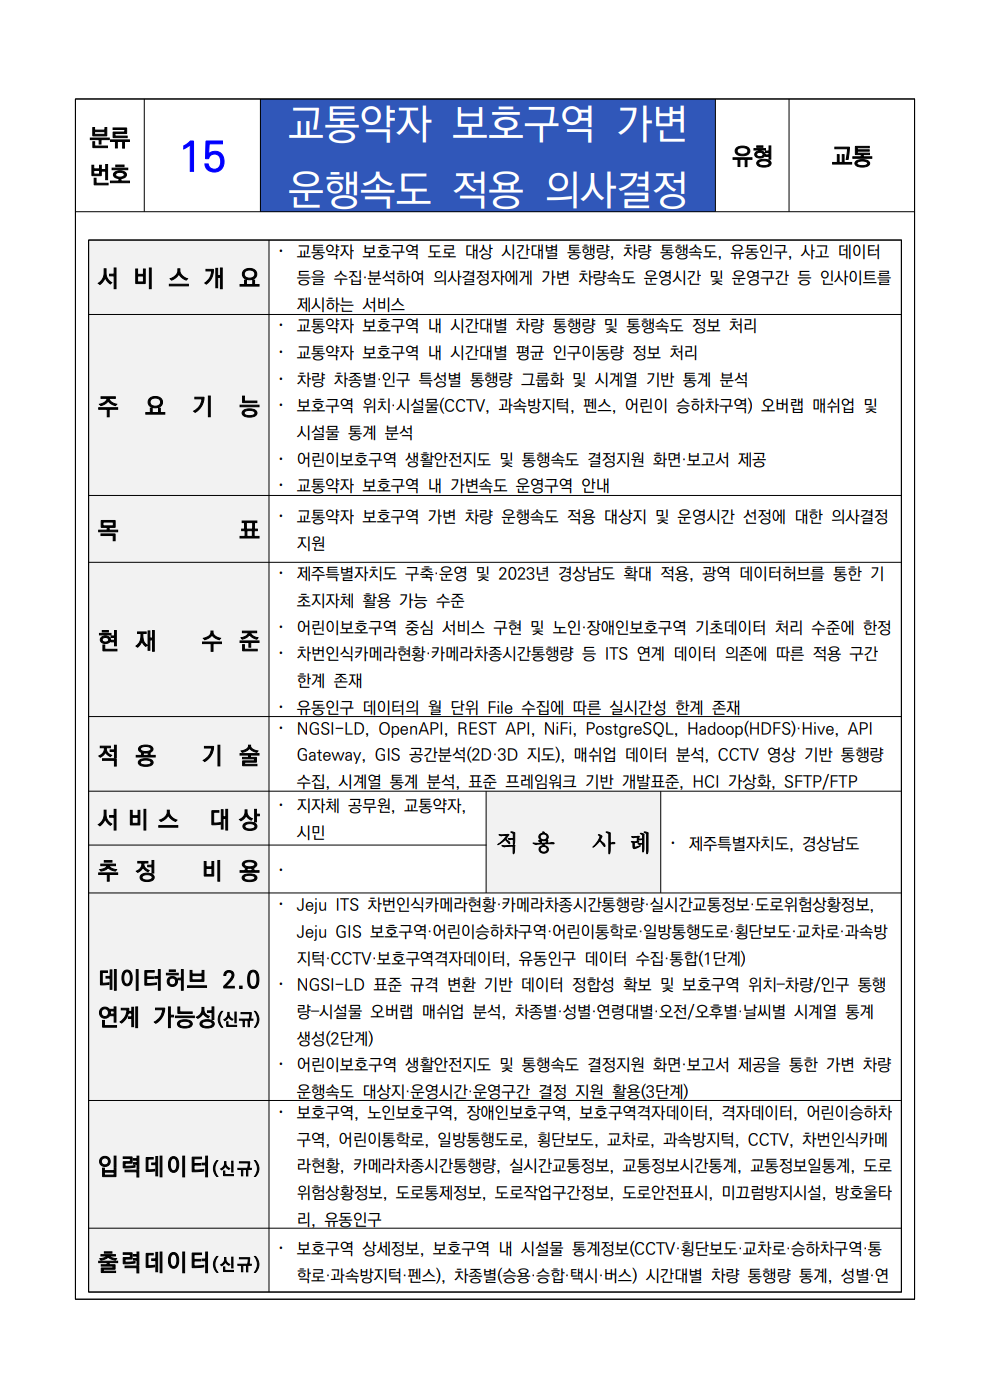 분류
번호
15
교통약자 보호구역 가변
운행속도 적용 의사결정
유형
교통
서비스개요
· 교통약자 보호구역 도로 대상 시간대별 통행량, 차량 통행속도, 유동인구, 사고 데이터
등을 수집·분석하여 의사결정자에게 가변 차량속도 운영시간 및 운영구간 등 인사이트를
제시하는 서비스
주요기능
· 교통약자 보호구역 내 시간대별 차량 통행량 및 통행속도 정보 처리
· 교통약자 보호구역 내 시간대별 평균 인구이동량 정보 처리
· 차량 차종별·인구 특성별 통행량 그룹화 및 시계열 기반 통계 분석
· 보호구역 위치·시설물(CCTV, 과속방지턱, 펜스, 어린이 승하차구역) 오버랩 매쉬업 및
시설물 통계 분석
· 어린이보호구역 생활안전지도 및 통행속도 결정지원 화면·보고서 제공
· 교통약자 보호구역 내 가변속도 운영구역 안내
목표
· 교통약자 보호구역 가변 차량 운행속도 적용 대상지 및 운영시간 선정에 대한 의사결정
지원
현재 수준
· 제주특별자치도 구축·운영 및 2023년 경상남도 확대 적용, 광역 데이터허브를 통한 기
초지자체 활용 가능 수준
· 어린이보호구역 중심 서비스 구현 및 노인·장애인보호구역 기초데이터 처리 수준에 한정
· 차번인식카메라현황·카메라차종시간통행량 등 ITS 연계 데이터 의존에 따른 적용 구간
한계 존재
· 유동인구 데이터의 월 단위 File 수집에 따른 실시간성 한계 존재
적용 기술
· NGSI-LD, OpenAPI, REST API, NiFi, PostgreSQL, Hadoop(HDFS)·Hive, API
Gateway, GIS 공간분석(2D·3D 지도), 매쉬업 데이터 분석, CCTV 영상 기반 통행량
수집, 시계열 통계 분석, 표준 프레임워크 기반 개발표준, HCI 가상화, SFTP/FTP
서비스 대상
· 지자체 공무원, 교통약자,
시민
적용 사례
· 제주특별자치도, 경상남도
추정 비용
·
데이터허브 2.0
연계 가능성(신규)
· Jeju ITS 차번인식카메라현황·카메라차종시간통행량·실시간교통정보·도로위험상황정보,
Jeju GIS 보호구역·어린이승하차구역·어린이통학로·일방통행도로·횡단보도·교차로·과속방
지턱·CCTV·보호구역격자데이터, 유동인구 데이터 수집·통합(1단계)
· NGSI-LD 표준 규격 변환 기반 데이터 정합성 확보 및 보호구역 위치–차량/인구 통행
량–시설물 오버랩 매쉬업 분석, 차종별·성별·연령대별·오전/오후별·날씨별 시계열 통계
생성(2단계)
· 어린이보호구역 생활안전지도 및 통행속도 결정지원 화면·보고서 제공을 통한 가변 차량
운행속도 대상지·운영시간·운영구간 결정 지원 활용(3단계)
입력데이터(신규)
· 보호구역, 노인보호구역, 장애인보호구역, 보호구역격자데이터, 격자데이터, 어린이승하차
구역, 어린이통학로, 일방통행도로, 횡단보도, 교차로, 과속방지턱, CCTV, 차번인식카메
라현황, 카메라차종시간통행량, 실시간교통정보, 교통정보시간통계, 교통정보일통계, 도로
위험상황정보, 도로통제정보, 도로작업구간정보, 도로안전표시, 미끄럼방지시설, 방호울타
리, 유동인구
출력데이터(신규)
· 보호구역 상세정보, 보호구역 내 시설물 통계정보(CCTV·횡단보도·교차로·승하차구역·통
학로·과속방지턱·펜스), 차종별(승용·승합·택시·버스) 시간대별 차량 통행량 통계, 성별·연